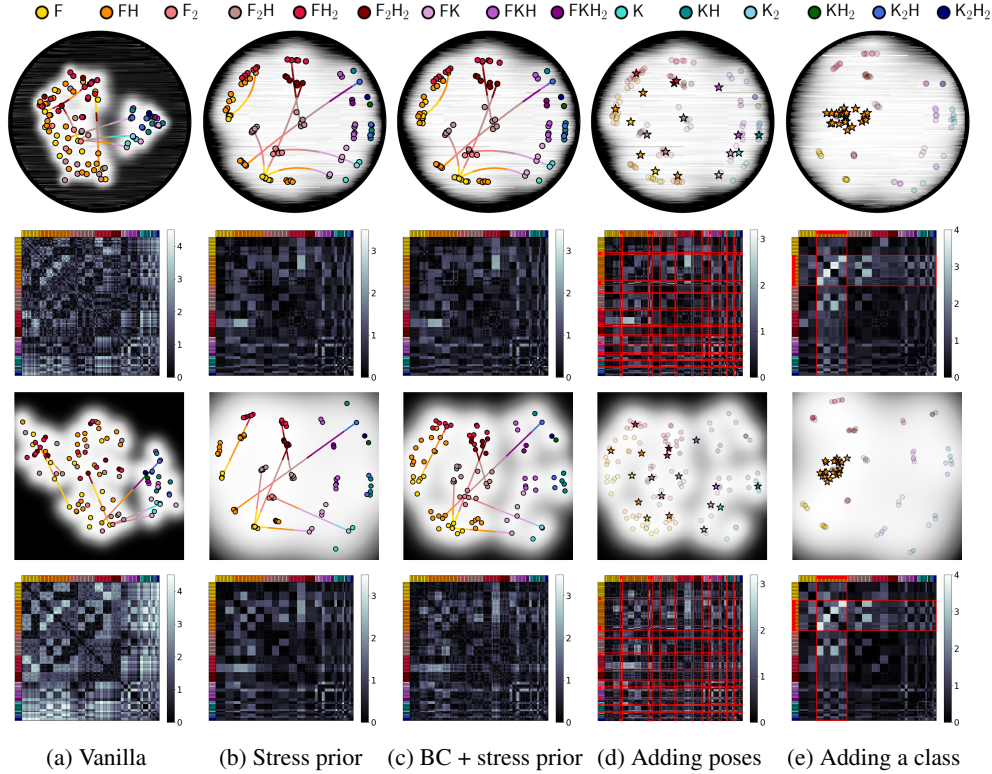 F FH F₂ F₂H FH₂ F₂H₂ FK FKH FKH₂ K KH K₂ KH₂ K₂H K₂H₂
4 3 2 1 0
3 2 1 0
3 2 1 0
3 2 1 0
4 3 2 1 0
4 3 2 1 0
3 2 1 0
3 2 1 0
3 2 1 0
4 3 2 1 0
(a) Vanilla (b) Stress prior (c) BC + stress prior (d) Adding poses (e) Adding a class